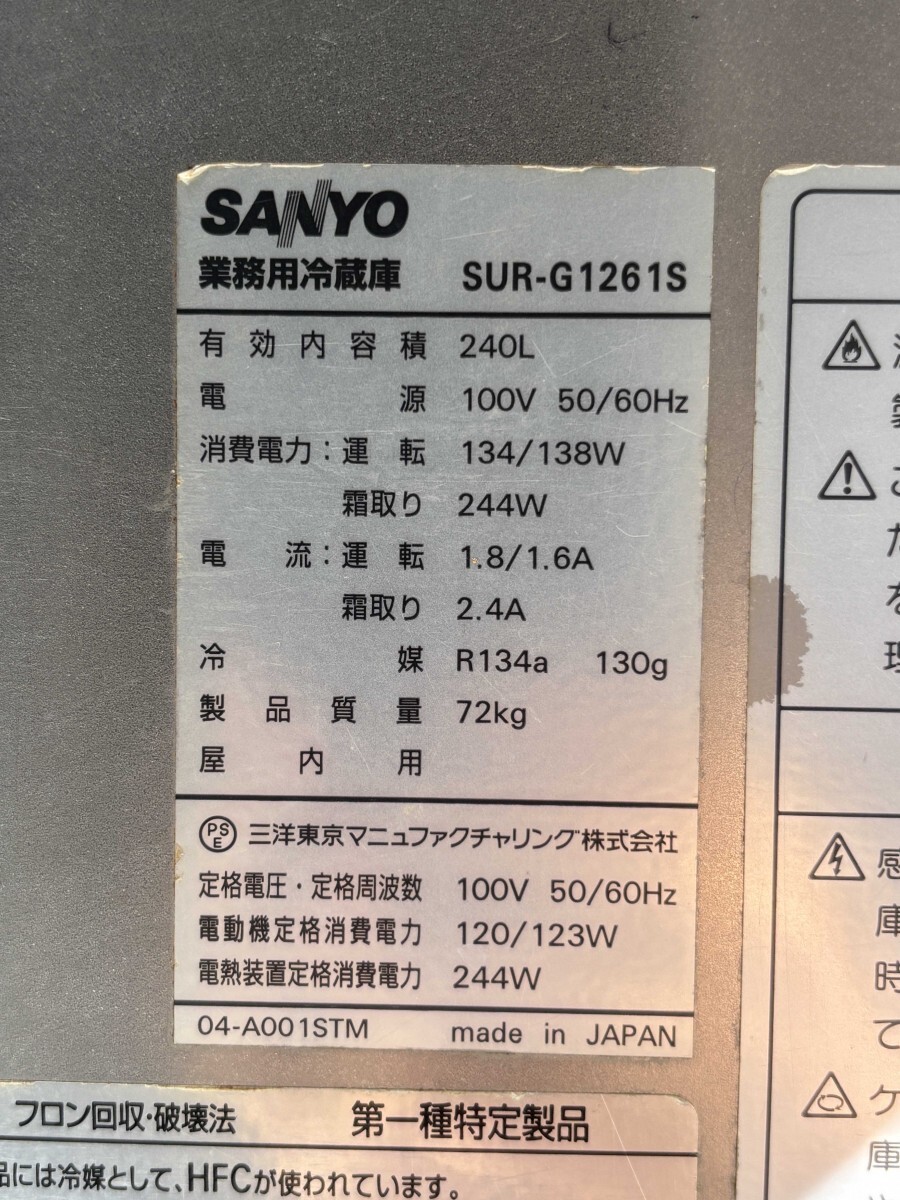 SANYO
業務用冷蔵庫 SUR-G1261S
有効内容積 240L
電源 100V 50/60Hz
消費電力:運転 134/138W
霜取り 244W
電流:運転 1.8/1.6A
霜取り 2.4A
冷媒 R134a 130g
製品質量 72kg
屋内用
PSE 三洋東京マニュファクチャリング株式会社
定格電圧・定格周波数 100V 50/60Hz
電動機定格消費電力 120/123W
電熱装置定格消費電力 244W
04-A001STM made in JAPAN
フロン回収・破壊法 第一種特定製品
品には冷媒として、HFCが使われています。
感
庫
時
て
ケ
庫